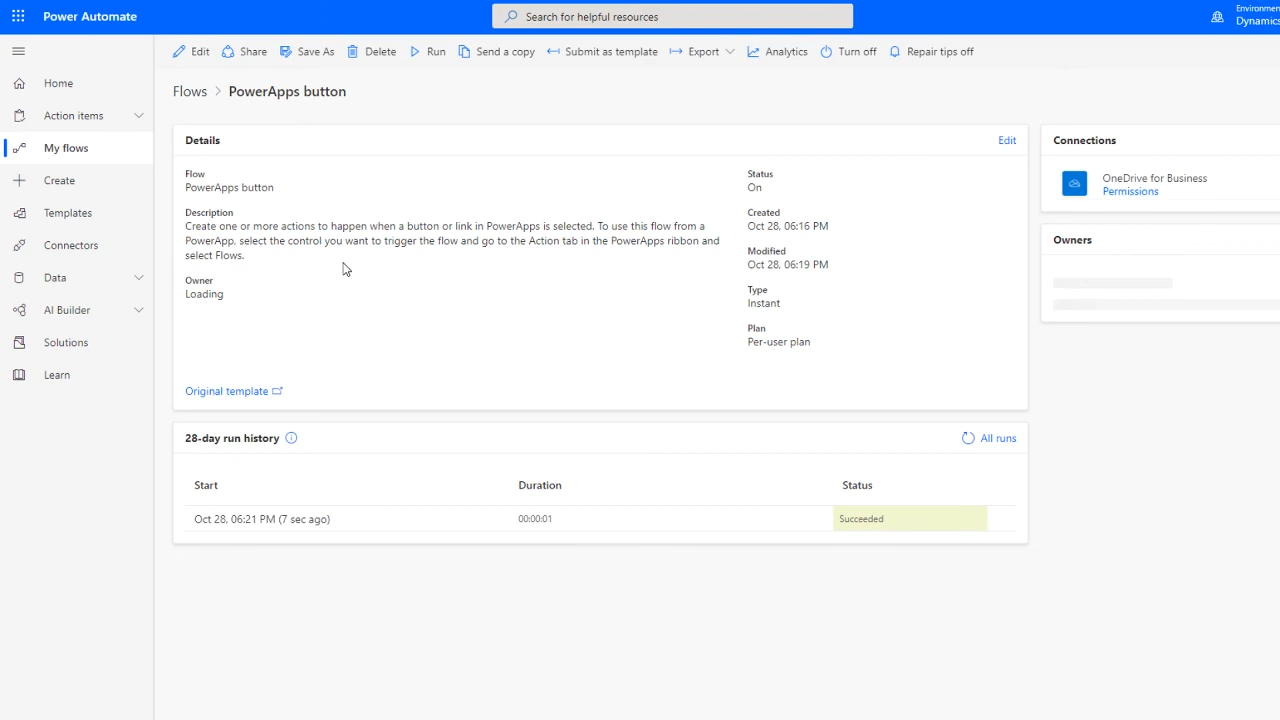 Power Automate
Search for helpful resources
Dynamics
Edit Share Save As Delete Run Send a copy Submit as template Export Analytics Turn off Repair tips off
Home
Action items
My flows
Create
Templates
Connectors
Data
AI Builder
Solutions
Learn
Flows > PowerApps button
Details Edit
Flow
PowerApps button
Description
Create one or more actions to happen when a button or link in PowerApps is selected. To use this flow from a
PowerApp, select the control you want to trigger the flow and go to the Action tab in the PowerApps ribbon and
select Flows.
Owner
Loading
Status
On
Created
Oct 28, 06:16 PM
Modified
Oct 28, 06:19 PM
Type
Instant
Plan
Per-user plan
Original template
Connections
OneDrive for Business
Permissions
Owners
28-day run history All runs
Start Duration Status
Oct 28, 06:21 PM (7 sec ago) 00:00:01 Succeeded